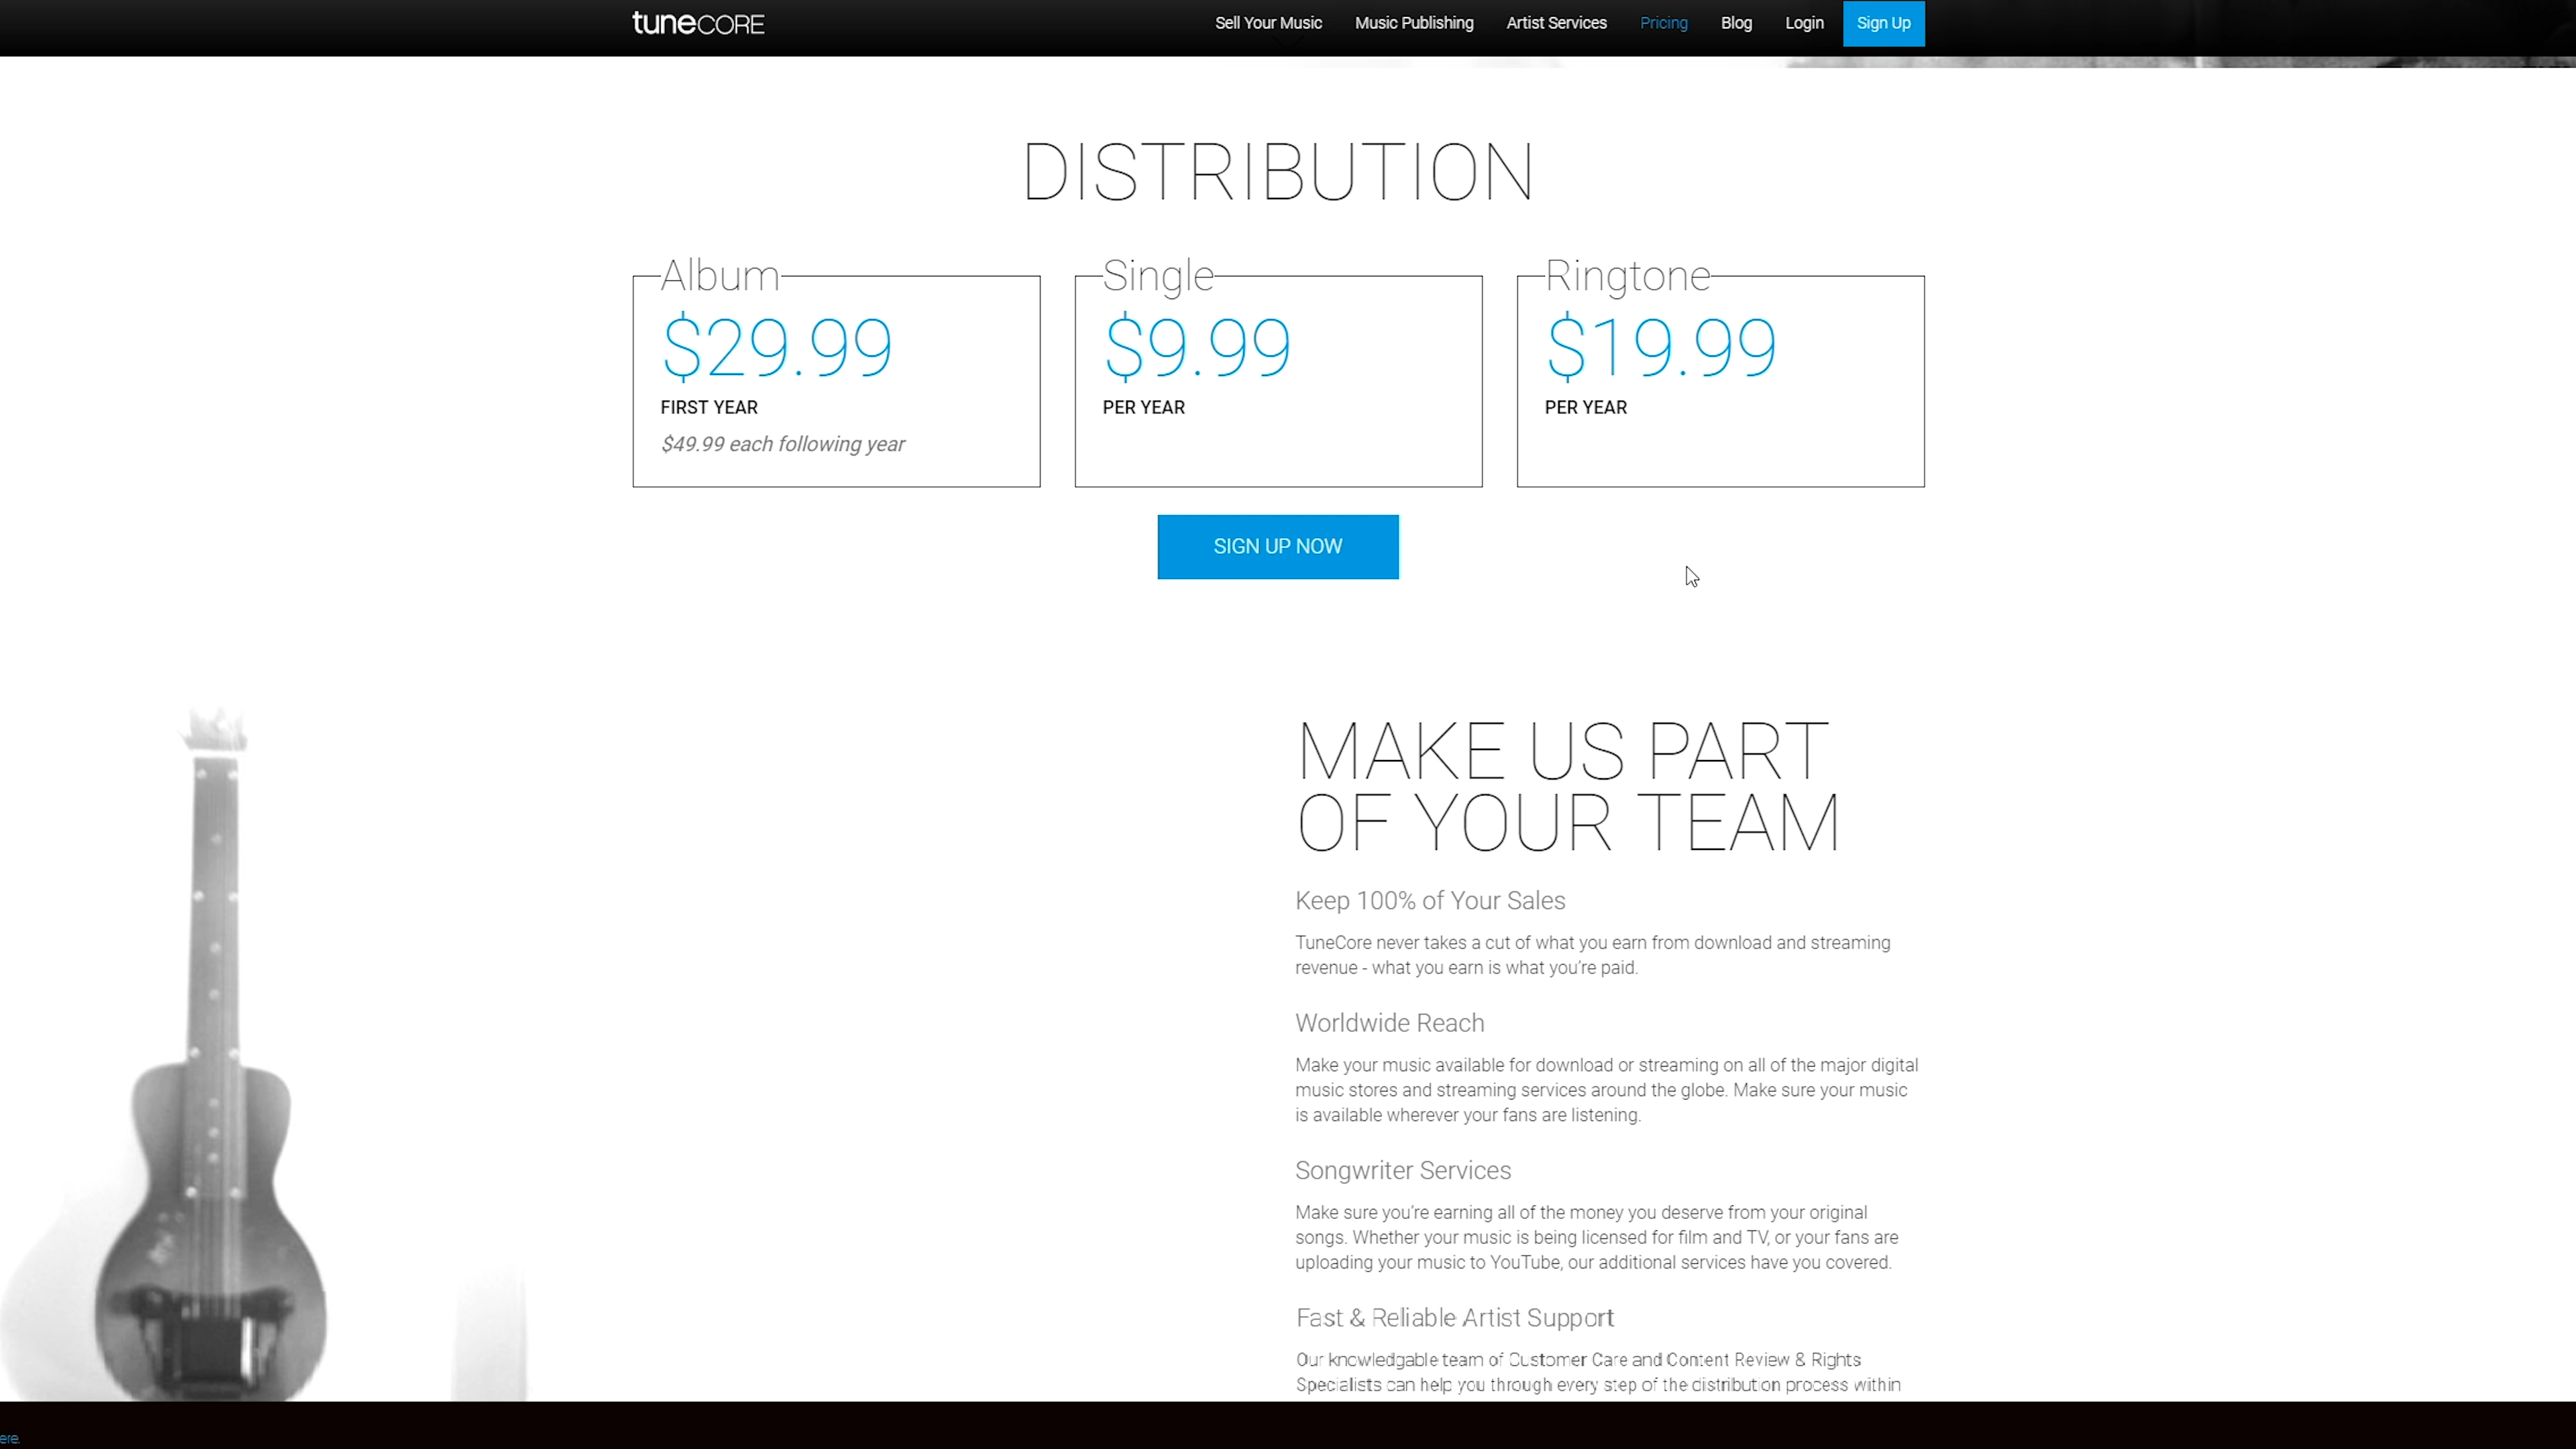 tuneCORE
Sell Your Music Music Publishing Artist Services Pricing Blog Login Sign Up
DISTRIBUTION
Album
$29.99
FIRST YEAR
$49.99 each following year
Single
$9.99
PER YEAR
Ringtone
$19.99
PER YEAR
SIGN UP NOW
MAKE US PART
OF YOUR TEAM
Keep 100% of Your Sales
TuneCore never takes a cut of what you earn from download and streaming
revenue - what you earn is what you're paid.
Worldwide Reach
Make your music available for download or streaming on all of the major digital
music stores and streaming services around the globe. Make sure your music
is available wherever your fans are listening.
Songwriter Services
Make sure you're earning all of the money you deserve from your original
songs. Whether your music is being licensed for film and TV, or your fans are
uploading your music to YouTube, our additional services have you covered.
Fast & Reliable Artist Support
Our knowledgable team of Customer Care and Content Review & Rights
Specialists can help you through every step of the distribution process within
ere.